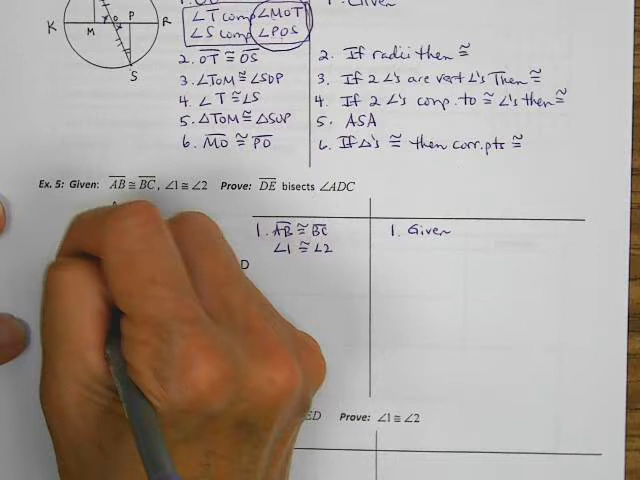 ∠T comp ∠MOT
1. Given
∠S comp ∠POS
K M O P R S
2. OT ≅ OS
2. If radii then ≅
3. ∠TOM ≅ ∠SOP
3. If 2 ∠'s are vert ∠'s Then ≅
4. ∠T ≅ ∠S
4. If 2 ∠'s comp. to ≅ ∠'s then ≅
5. △TOM ≅ △SOP
5. ASA
6. MO ≅ PO
6. If △'s ≅ then corr. pts ≅
Ex. 5: Given: AB ≅ BC, ∠1 ≅ ∠2 Prove: DE bisects ∠ADC
1. AB ≅ BC
1. Given
∠1 ≅ ∠2
D
ED Prove: ∠1 ≅ ∠2